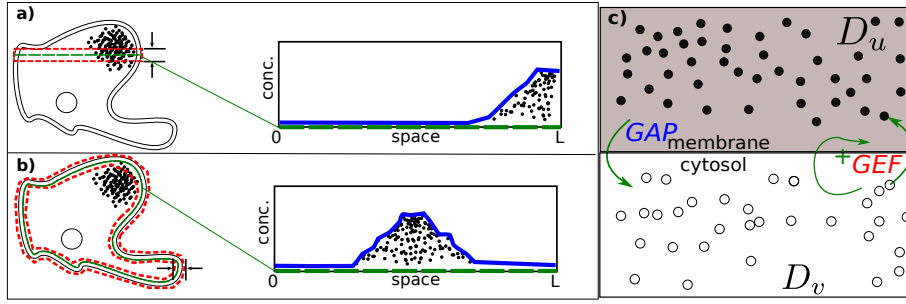 a)
conc.
0
space
L
b)
conc.
0
space
L
c)
D_u
GAP
membrane
cytosol
+
GEF
D_v